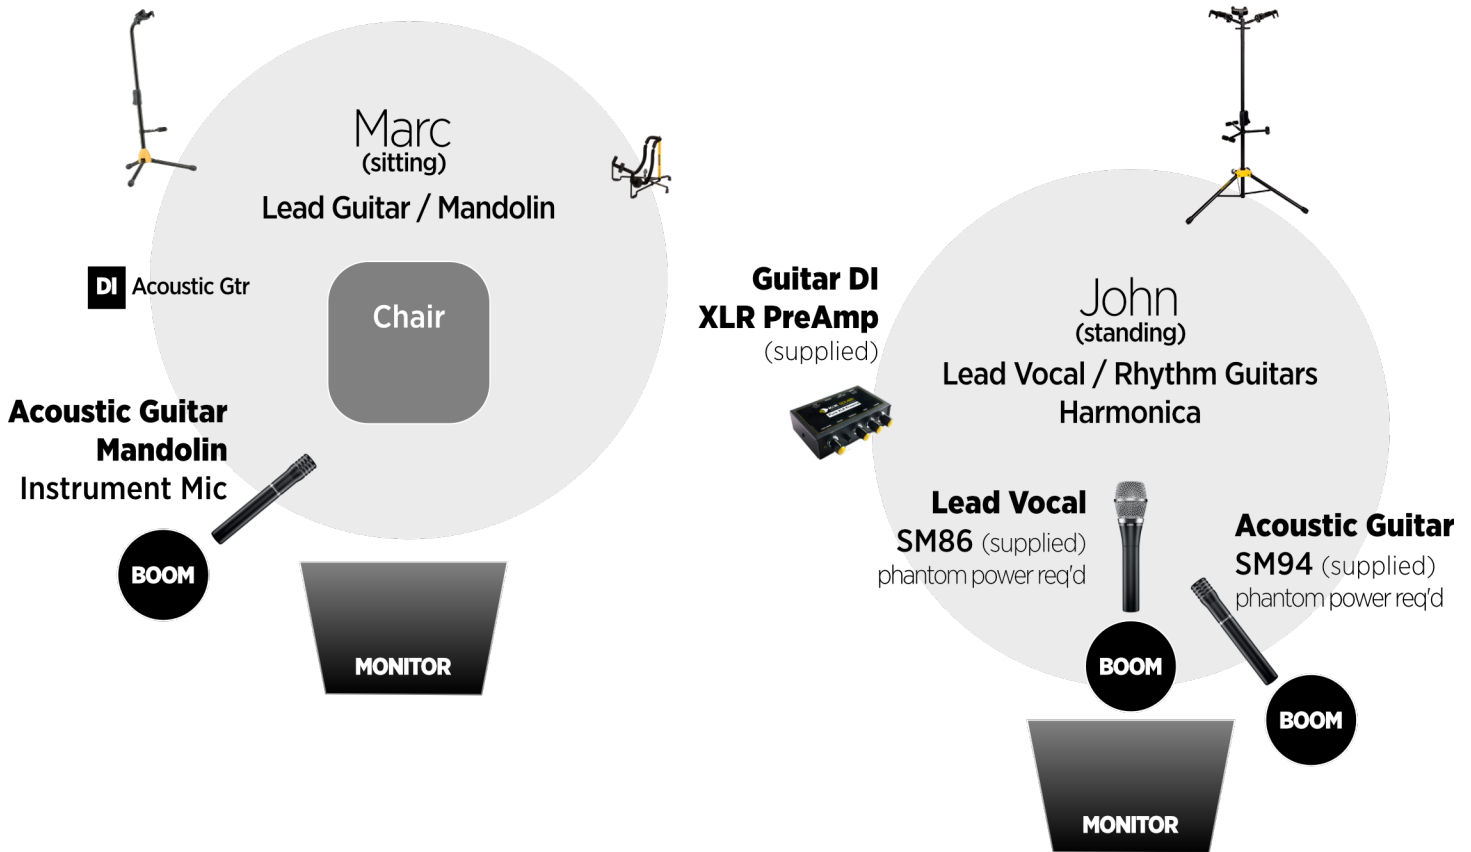 Marc
(sitting)
Lead Guitar / Mandolin
DI Acoustic Gtr
Chair
Acoustic Guitar
Mandolin
Instrument Mic
BOOM
MONITOR
Guitar DI
XLR PreAmp
(supplied)
John
(standing)
Lead Vocal / Rhythm Guitars
Harmonica
Lead Vocal
SM86 (supplied)
phantom power req'd
BOOM
Acoustic Guitar
SM94 (supplied)
phantom power req'd
BOOM
MONITOR